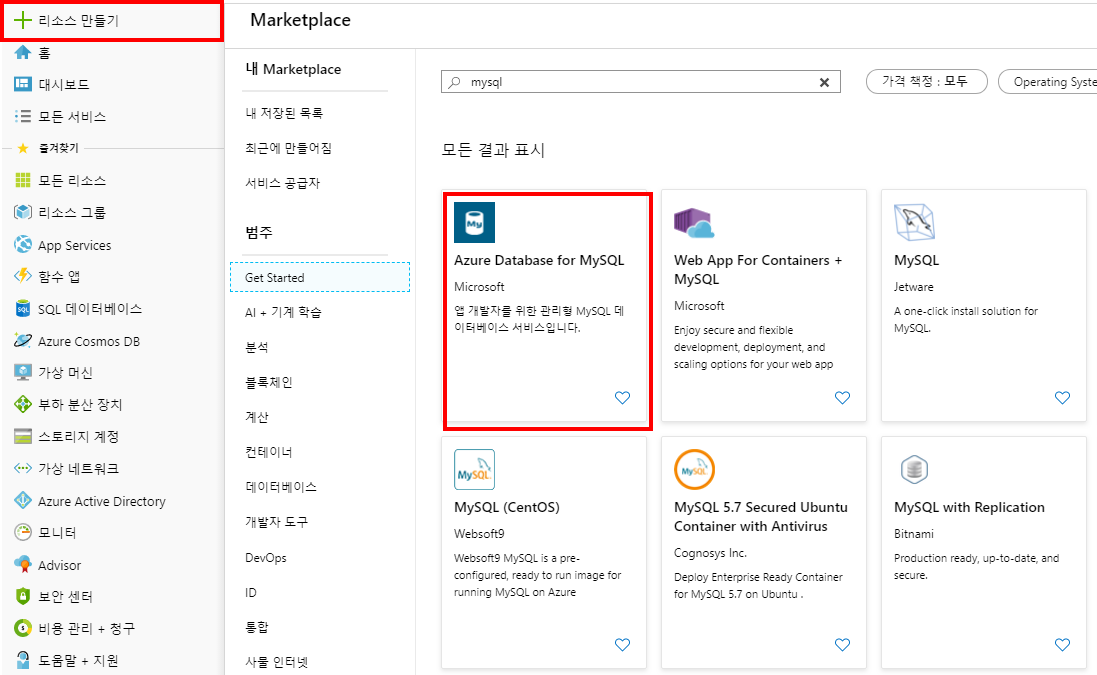 리소스 만들기
홈
대시보드
모든 서비스
즐겨찾기
모든 리소스
리소스 그룹
App Services
함수 앱
SQL 데이터베이스
Azure Cosmos DB
가상 머신
부하 분산 장치
스토리지 계정
가상 네트워크
Azure Active Directory
모니터
Advisor
보안 센터
비용 관리 + 청구
도움말 + 지원
Marketplace
내 Marketplace
내 저장된 목록
최근에 만들어짐
서비스 공급자
범주
Get Started
AI + 기계 학습
분석
블록체인
계산
컨테이너
데이터베이스
개발자 도구
DevOps
ID
통합
사물 인터넷
mysql
가격 책정 : 모두
Operating Syste
모든 결과 표시
My
Azure Database for MySQL
Microsoft
앱 개발자를 위한 관리형 MySQL 데
이터베이스 서비스입니다.
Web App For Containers +
MySQL
Microsoft
Enjoy secure and flexible
development, deployment, and
scaling options for your web app
MySQL
Jetware
A one-click install solution for
MySQL.
MySQL
MySQL (CentOS)
Websoft9
Websoft9 MySQL is a pre-
configured, ready to run image for
running MySQL on Azure
MySQL
MySQL 5.7 Secured Ubuntu
Container with Antivirus
Cognosys Inc.
Deploy Enterprise Ready Container
for MySQL 5.7 on Ubuntu .
MySQL with Replication
Bitnami
Production ready, up-to-date, and
secure.